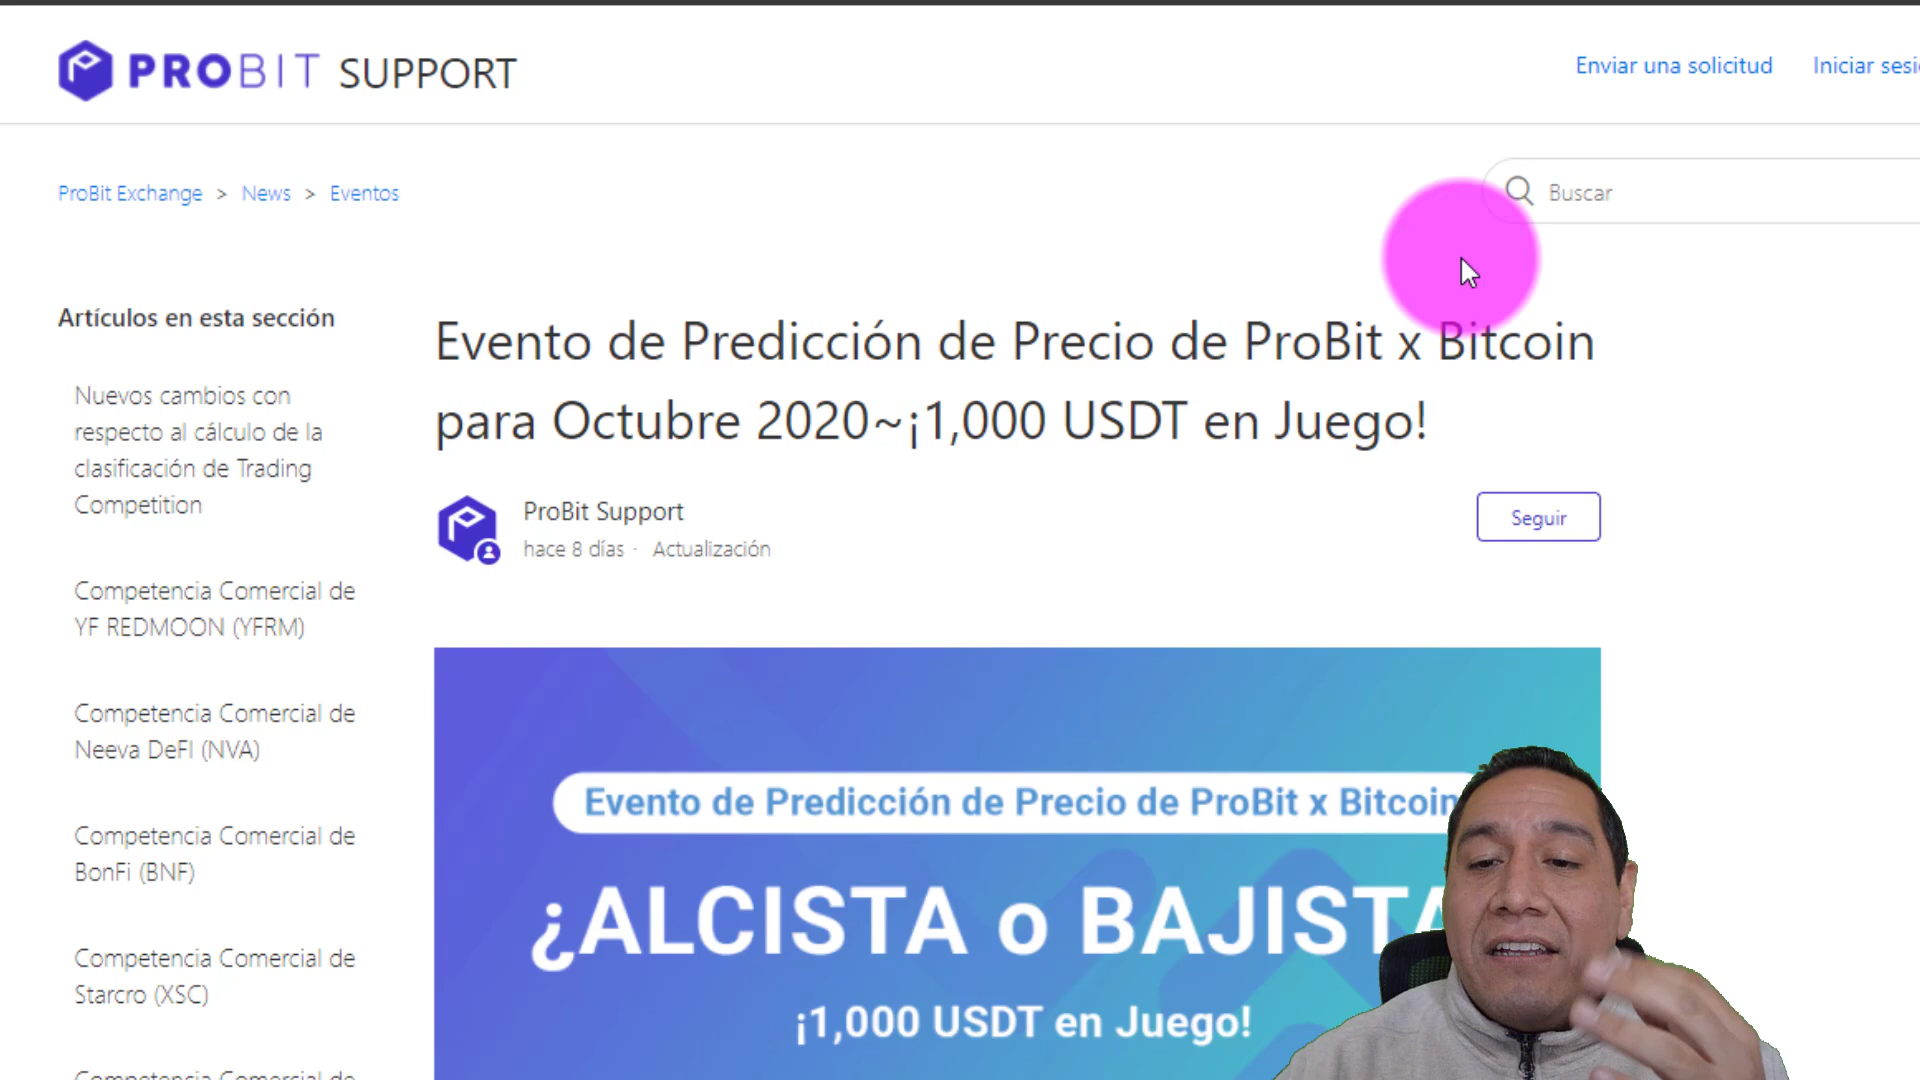 PROBIT SUPPORT
Enviar una solicitud
Iniciar
ProBit Exchange > News > Eventos
Buscar
Artículos en esta sección
Nuevos cambios con
respecto al cálculo de la
clasificación de Trading
Competition
Competencia Comercial de
YF REDMOON (YFRM)
Competencia Comercial de
Neeva DeFI (NVA)
Competencia Comercial de
BonFi (BNF)
Competencia Comercial de
Starcro (XSC)
Competencia Comercial de
Evento de Predicción de Precio de ProBit x Bitcoin
para Octubre 2020~¡1,000 USDT en Juego!
ProBit Support
hace 8 días · Actualización
Seguir
Evento de Predicción de Precio de ProBit x Bitcoin
¿ALCISTA o BAJISTA
¡1,000 USDT en Juego!